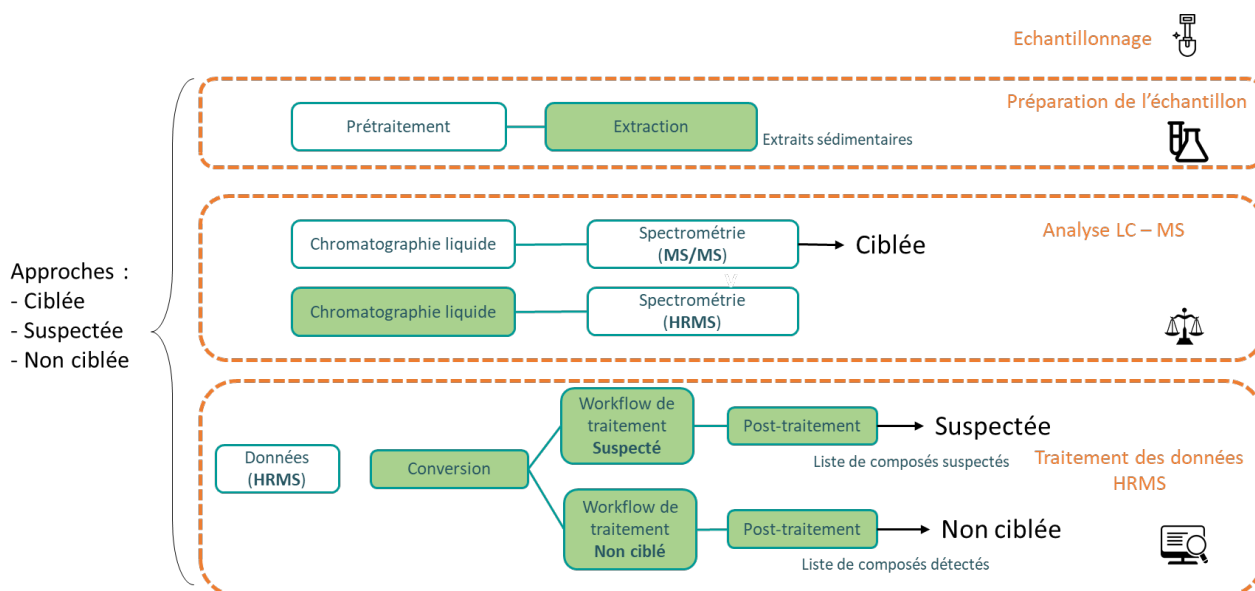 Echantillonnage
Préparation de l'échantillon
Prétraitement
Extraction
Extraits sédimentaires
Analyse LC – MS
Chromatographie liquide
Spectrométrie
(MS/MS)
Ciblée
Chromatographie liquide
Spectrométrie
(HRMS)
Approches :
- Ciblée
- Suspectée
- Non ciblée
Données
(HRMS)
Conversion
Workflow de
traitement
Suspecté
Post-traitement
Suspectée
Liste de composés suspectés
Traitement des données
HRMS
Workflow de
traitement
Non ciblé
Post-traitement
Non ciblée
Liste de composés détectés